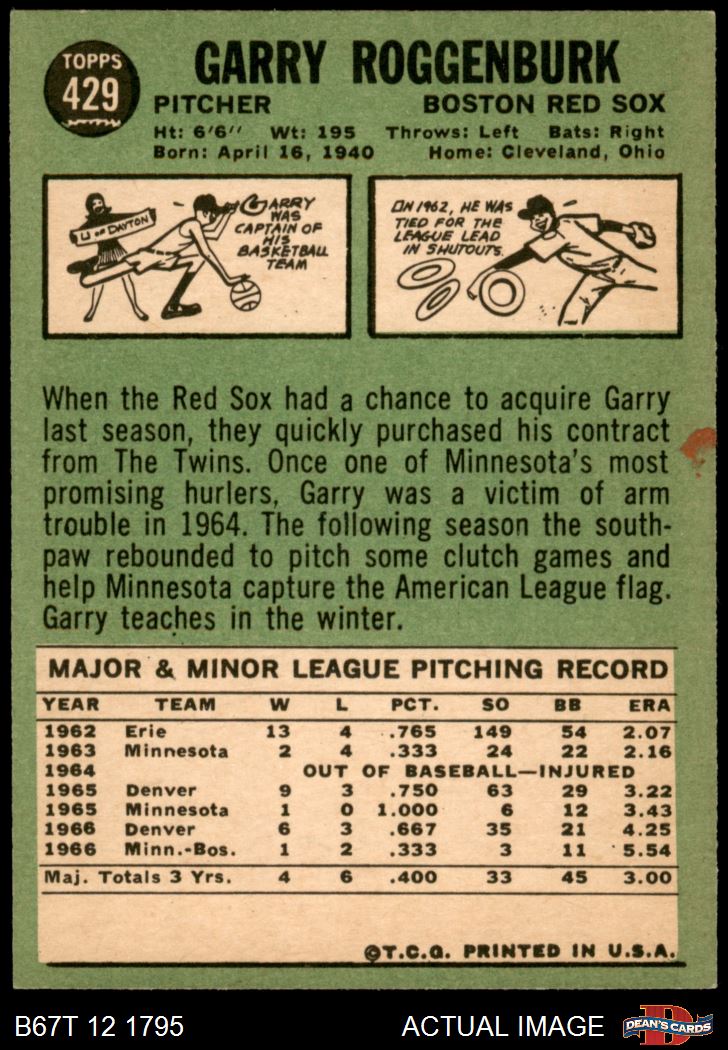 TOPPS
429
GARRY ROGGENBURK
PITCHER BOSTON RED SOX
Ht: 6'6" Wt: 195 Throws: Left Bats: Right
Born: April 16, 1940 Home: Cleveland, Ohio
U OF DAYTON
GARRY
WAS
CAPTAIN OF
HIS
BASKETBALL
TEAM
IN 1962, HE WAS
TIED FOR THE
LEAGUE LEAD
IN SHUTOUTS.
When the Red Sox had a chance to acquire Garry
last season, they quickly purchased his contract
from The Twins. Once one of Minnesota's most
promising hurlers, Garry was a victim of arm
trouble in 1964. The following season the south-
paw rebounded to pitch some clutch games and
help Minnesota capture the American League flag.
Garry teaches in the winter.
MAJOR & MINOR LEAGUE PITCHING RECORD
YEAR TEAM W L PCT. SO BB ERA
1962 Erie 13 4 .765 149 54 2.07
1963 Minnesota 2 4 .333 24 22 2.16
1964 OUT OF BASEBALL—INJURED
1965 Denver 9 3 .750 63 29 3.22
1965 Minnesota 1 0 1.000 6 12 3.43
1966 Denver 6 3 .667 35 21 4.25
1966 Minn.-Bos. 1 2 .333 3 11 5.54
Maj. Totals 3 Yrs. 4 6 .400 33 45 3.00
©T.C.G. PRINTED IN U.S.A.
B67T 12 1795 ACTUAL IMAGE
D
DEAN'S CARDS